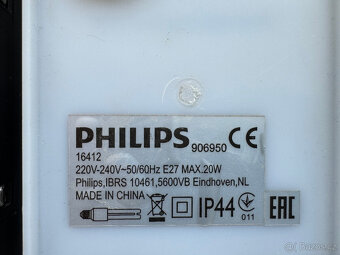 PHILIPS 906950 CE
16412
220V-240V~50/60Hz E27 MAX.20W
Philips,IBRS 10461,5600VB Eindhoven,NL
MADE IN CHINA
IP44 011 EAC